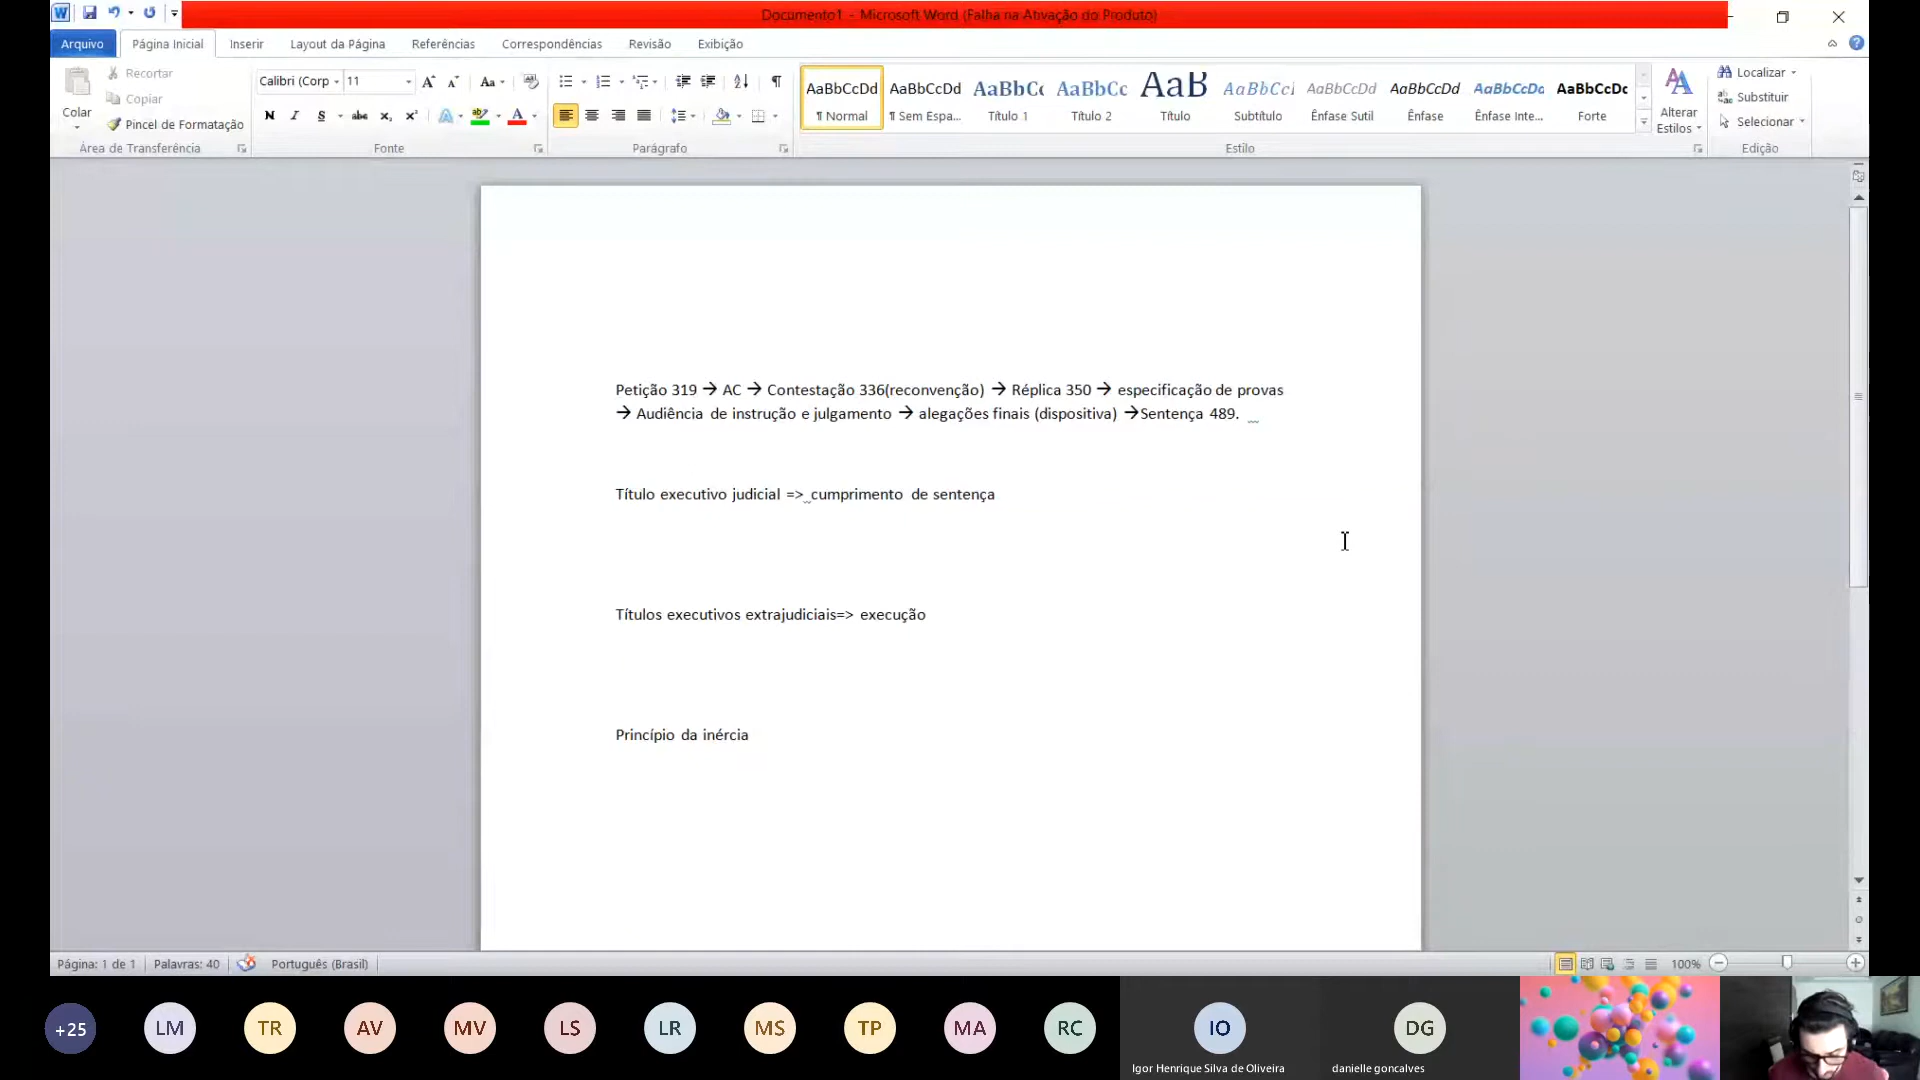 Documento1 - Microsoft Word (Falha na Ativação do Produto)
Arquivo Página Inicial Inserir Layout da Página Referências Correspondências Revisão Exibição
Colar
Recortar
Copiar
Pincel de Formatação
Área de Transferência
Calibri (Corp 11
N I S abc x₂ x² A ab A
Fonte
Parágrafo
AaBbCcDd AaBbCcDd AaBbCc AaBbCc AaB AaBbCcI AaBbCcDd AaBbCcDd AaBbCcDc AaBbCcDc
¶ Normal ¶ Sem Espa... Título 1 Título 2 Título Subtítulo Ênfase Sutil Ênfase Ênfase Inte... Forte
Estilo
Alterar
Estilos
Localizar
Substituir
Selecionar
Edição
Petição 319 → AC → Contestação 336(reconvenção) → Réplica 350 → especificação de provas
→ Audiência de instrução e julgamento → alegações finais (dispositiva) →Sentença 489.
Título executivo judicial => cumprimento de sentença
Títulos executivos extrajudiciais=> execução
Princípio da inércia
Página: 1 de 1 Palavras: 40 Português (Brasil) 100%
+25 LM TR AV MV LS LR MS TP MA RC IO DG
Igor Henrique Silva de Oliveira danielle goncalves